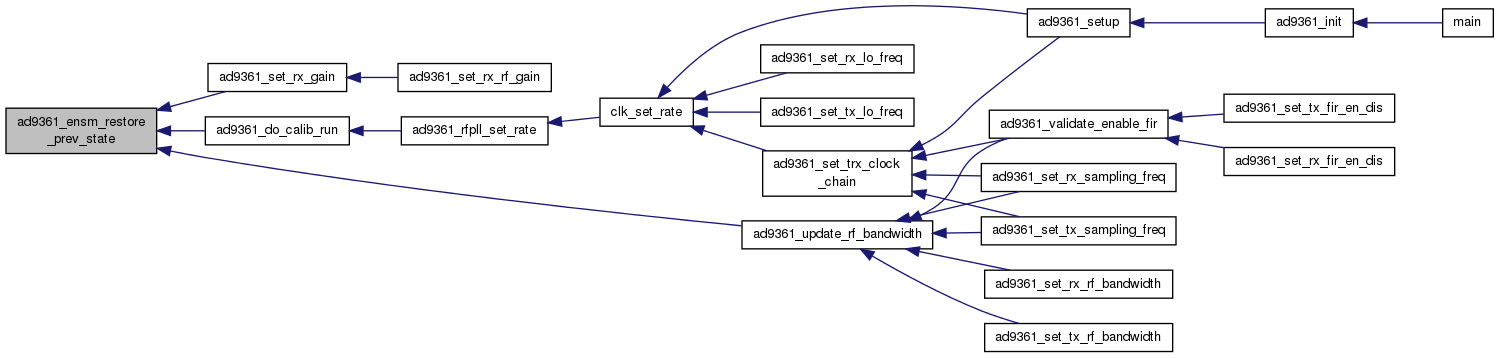 ad9361_ensm_restore
_prev_state
ad9361_set_rx_gain
ad9361_set_rx_rf_gain
ad9361_do_calib_run
ad9361_rfpll_set_rate
clk_set_rate
ad9361_setup
ad9361_init
main
ad9361_set_rx_lo_freq
ad9361_set_tx_lo_freq
ad9361_set_trx_clock
_chain
ad9361_validate_enable_fir
ad9361_set_tx_fir_en_dis
ad9361_set_rx_fir_en_dis
ad9361_set_rx_sampling_freq
ad9361_set_tx_sampling_freq
ad9361_update_rf_bandwidth
ad9361_set_rx_rf_bandwidth
ad9361_set_tx_rf_bandwidth